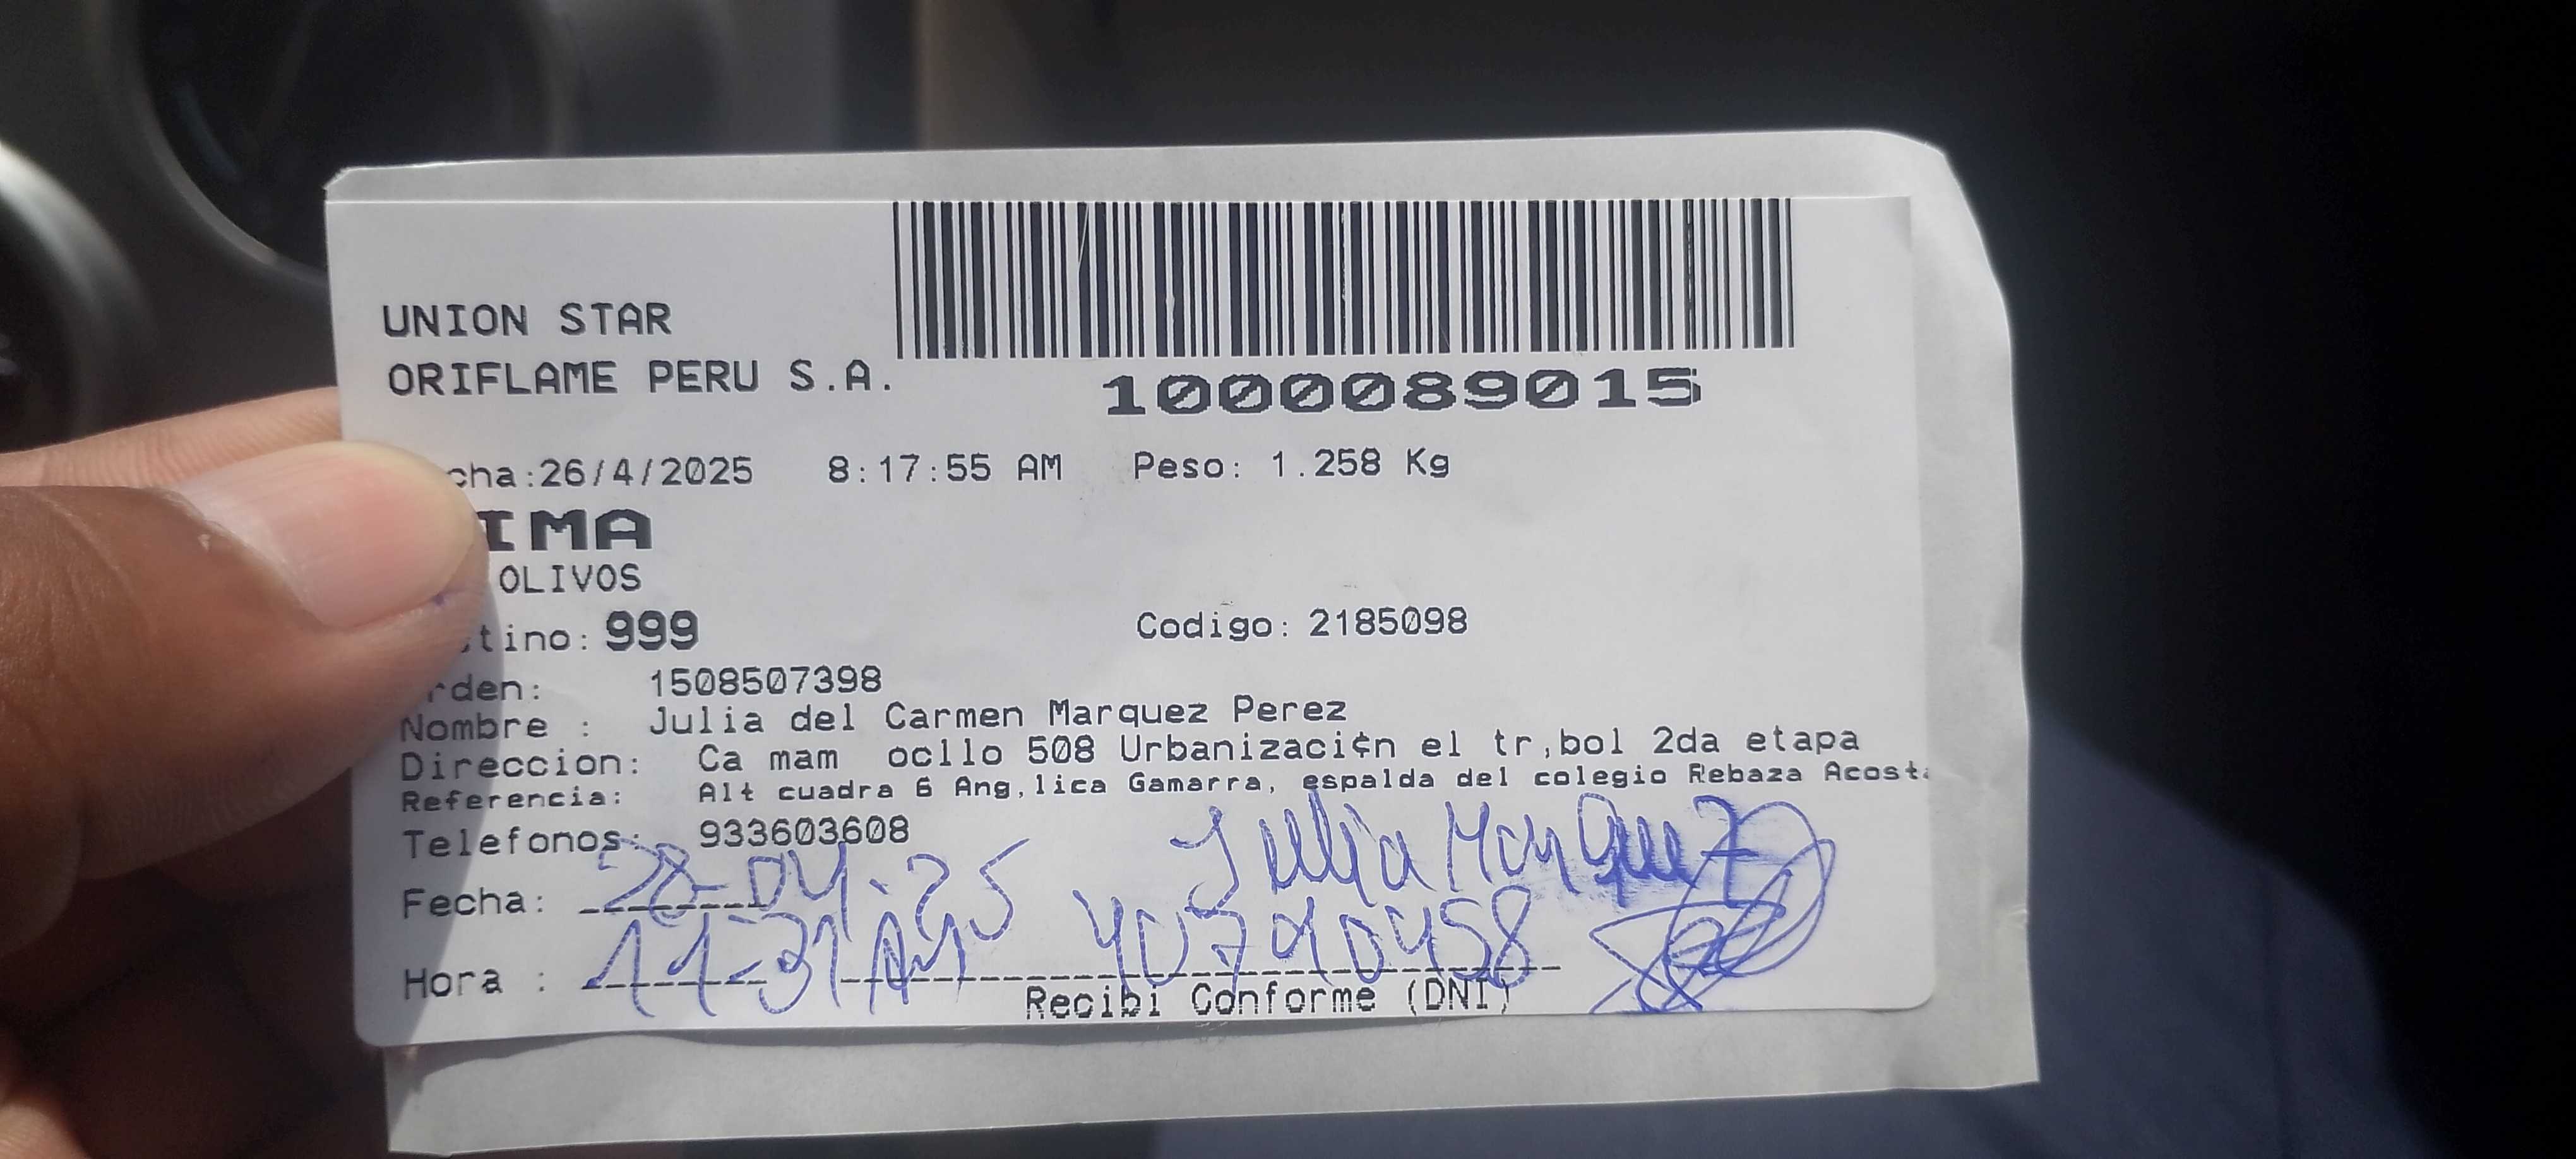 UNION STAR
ORIFLAME PERU S.A.
1000089015
cha:26/4/2025 8:17:55 AM Peso: 1.258 Kg
IMA
OLIVOS
tino: 999 Codigo: 2185098
rden: 1508507398
Nombre : Julia del Carmen Marquez Perez
Direccion: Ca mam ocllo 508 Urbanizaci¢n el tr,bol 2da etapa
Referencia: Alt cuadra 6 Ang,lica Gamarra, espalda del colegio Rebaza Acosta
Telefonos: 933603608
Julia Marquez
Fecha: 28-04-25
Hora : 11-31 AM 40790458
Recibi Conforme (DNI)